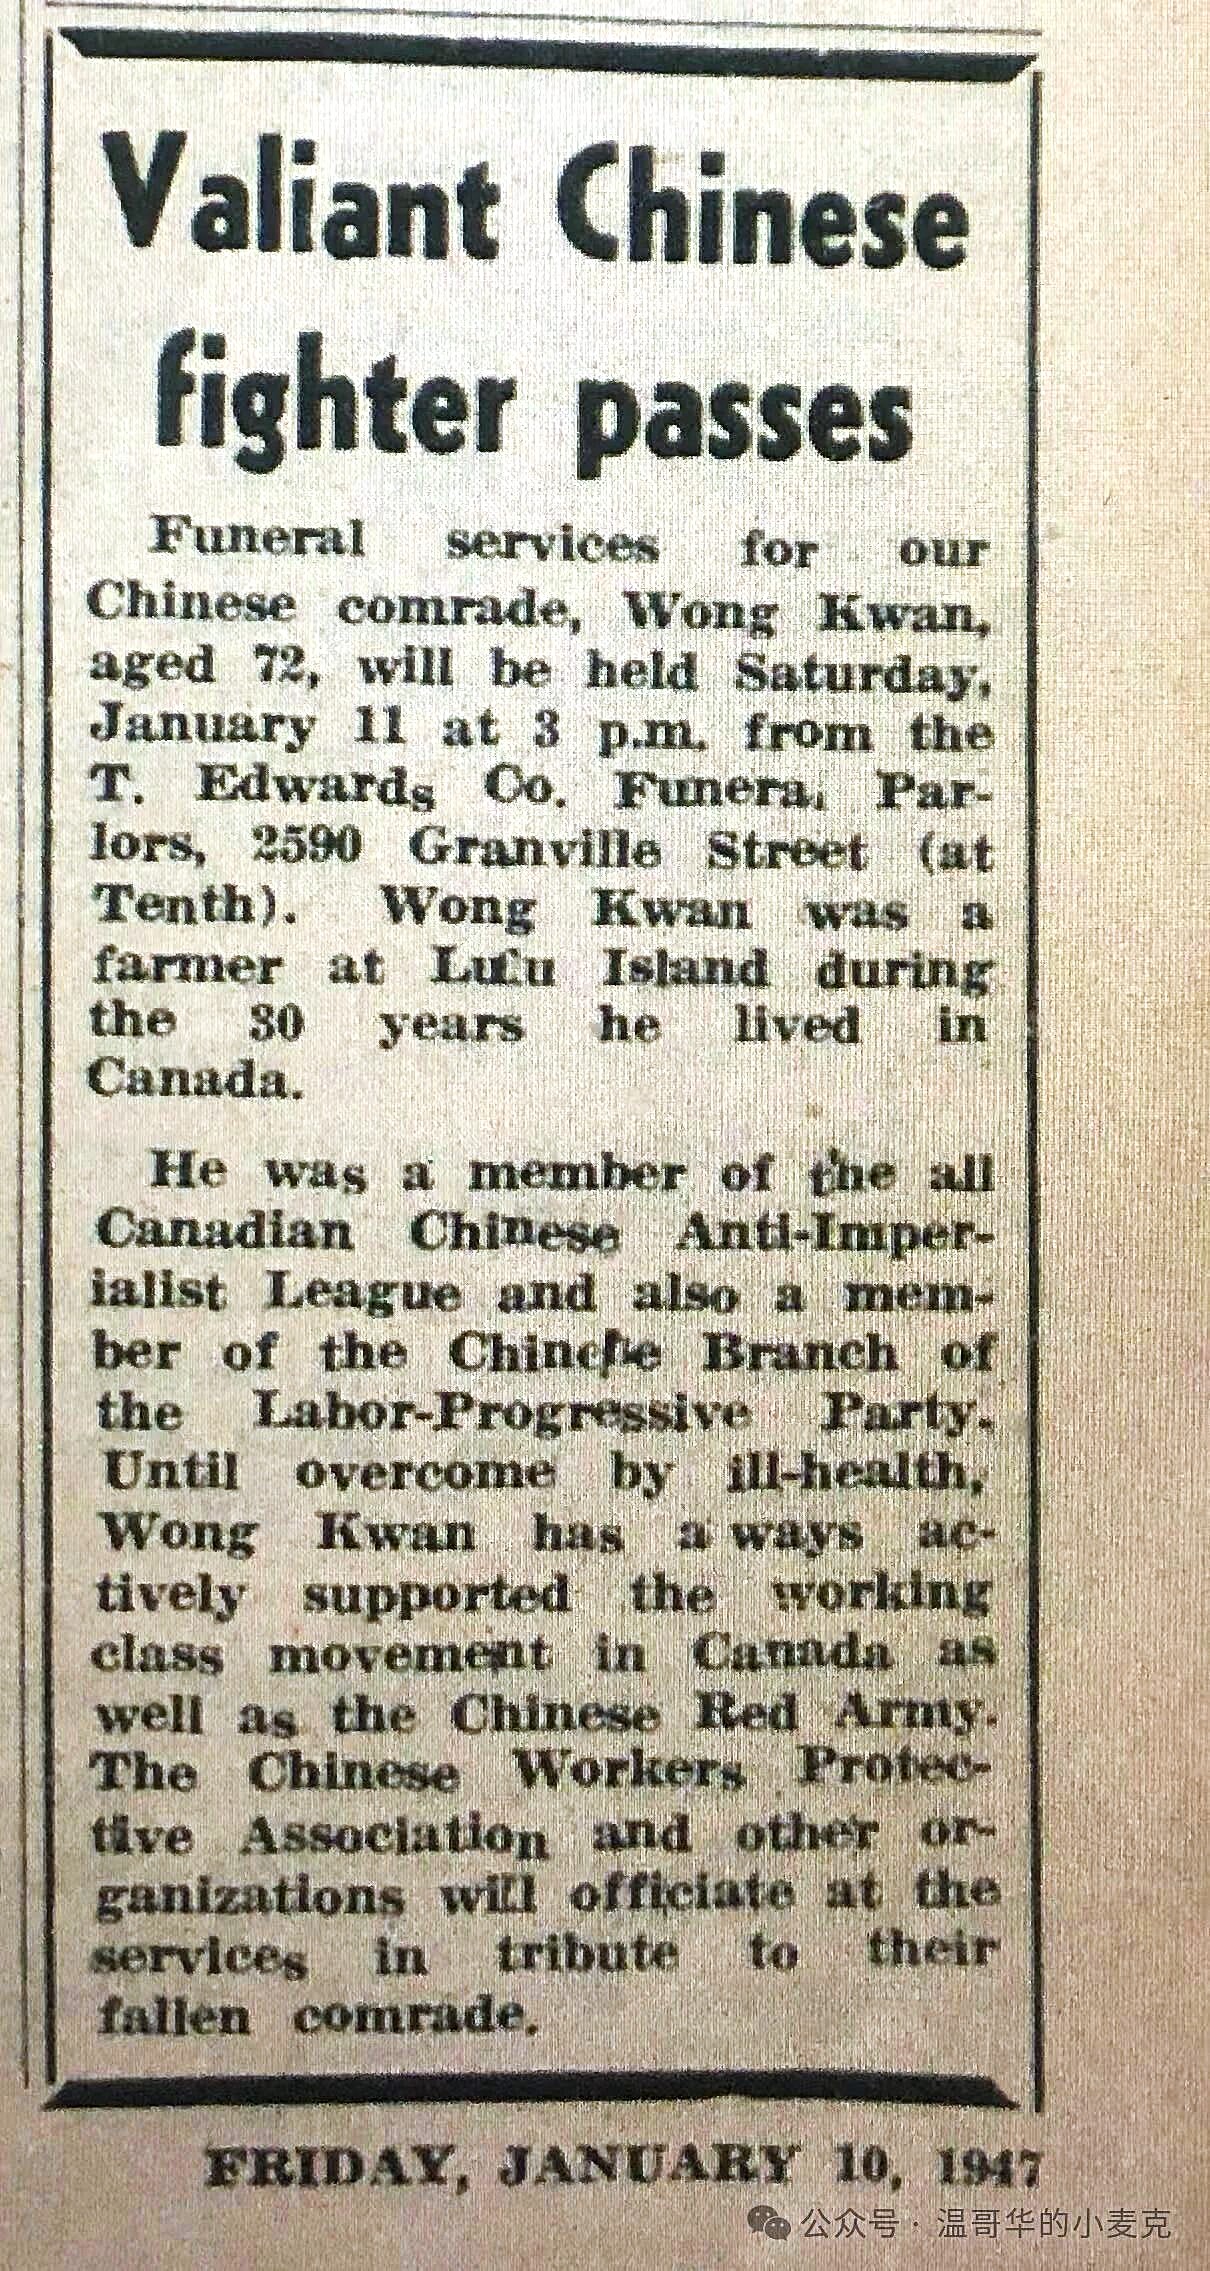 Valiant Chinese
fighter passes
Funeral services for our
Chinese comrade, Wong Kwan,
aged 72, will be held Saturday,
January 11 at 3 p.m. from the
T. Edwards Co. Funera, Par-
lors, 2590 Granville Street (at
Tenth). Wong Kwan was a
farmer at Lulu Island during
the 30 years he lived in
Canada.
He was a member of the all
Canadian Chinese Anti-Imper-
ialist League and also a mem-
ber of the Chinese Branch of
the Labor-Progressive Party.
Until overcome by ill-health,
Wong Kwan has a ways ac-
tively supported the working
class movement in Canada as
well as the Chinese Red Army.
The Chinese Workers Protec-
tive Association and other or-
ganizations will officiate at the
services in tribute to their
fallen comrade.
FRIDAY, JANUARY 10, 1947
公众号 · 温哥华的小麦克